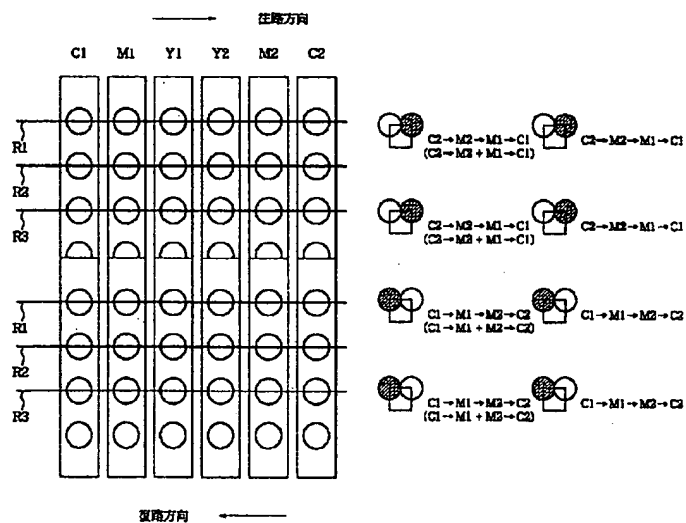 往路方向
C1 M1 Y1 Y2 M2 C2
R1
C2→M2→M1→C1
(C2→M2+M1→C1)
C2→M2→M1→C1
R2
R3
C2→M2→M1→C1
(C2→M2+M1→C1)
C2→M2→M1→C1
R1
C1→M1→M2→C2
(C1→M1+M2→C2)
C1→M1→M2→C2
R2
R3
C1→M1→M2→C2
(C1→M1+M2→C2)
C1→M1→M2→C2
復路方向